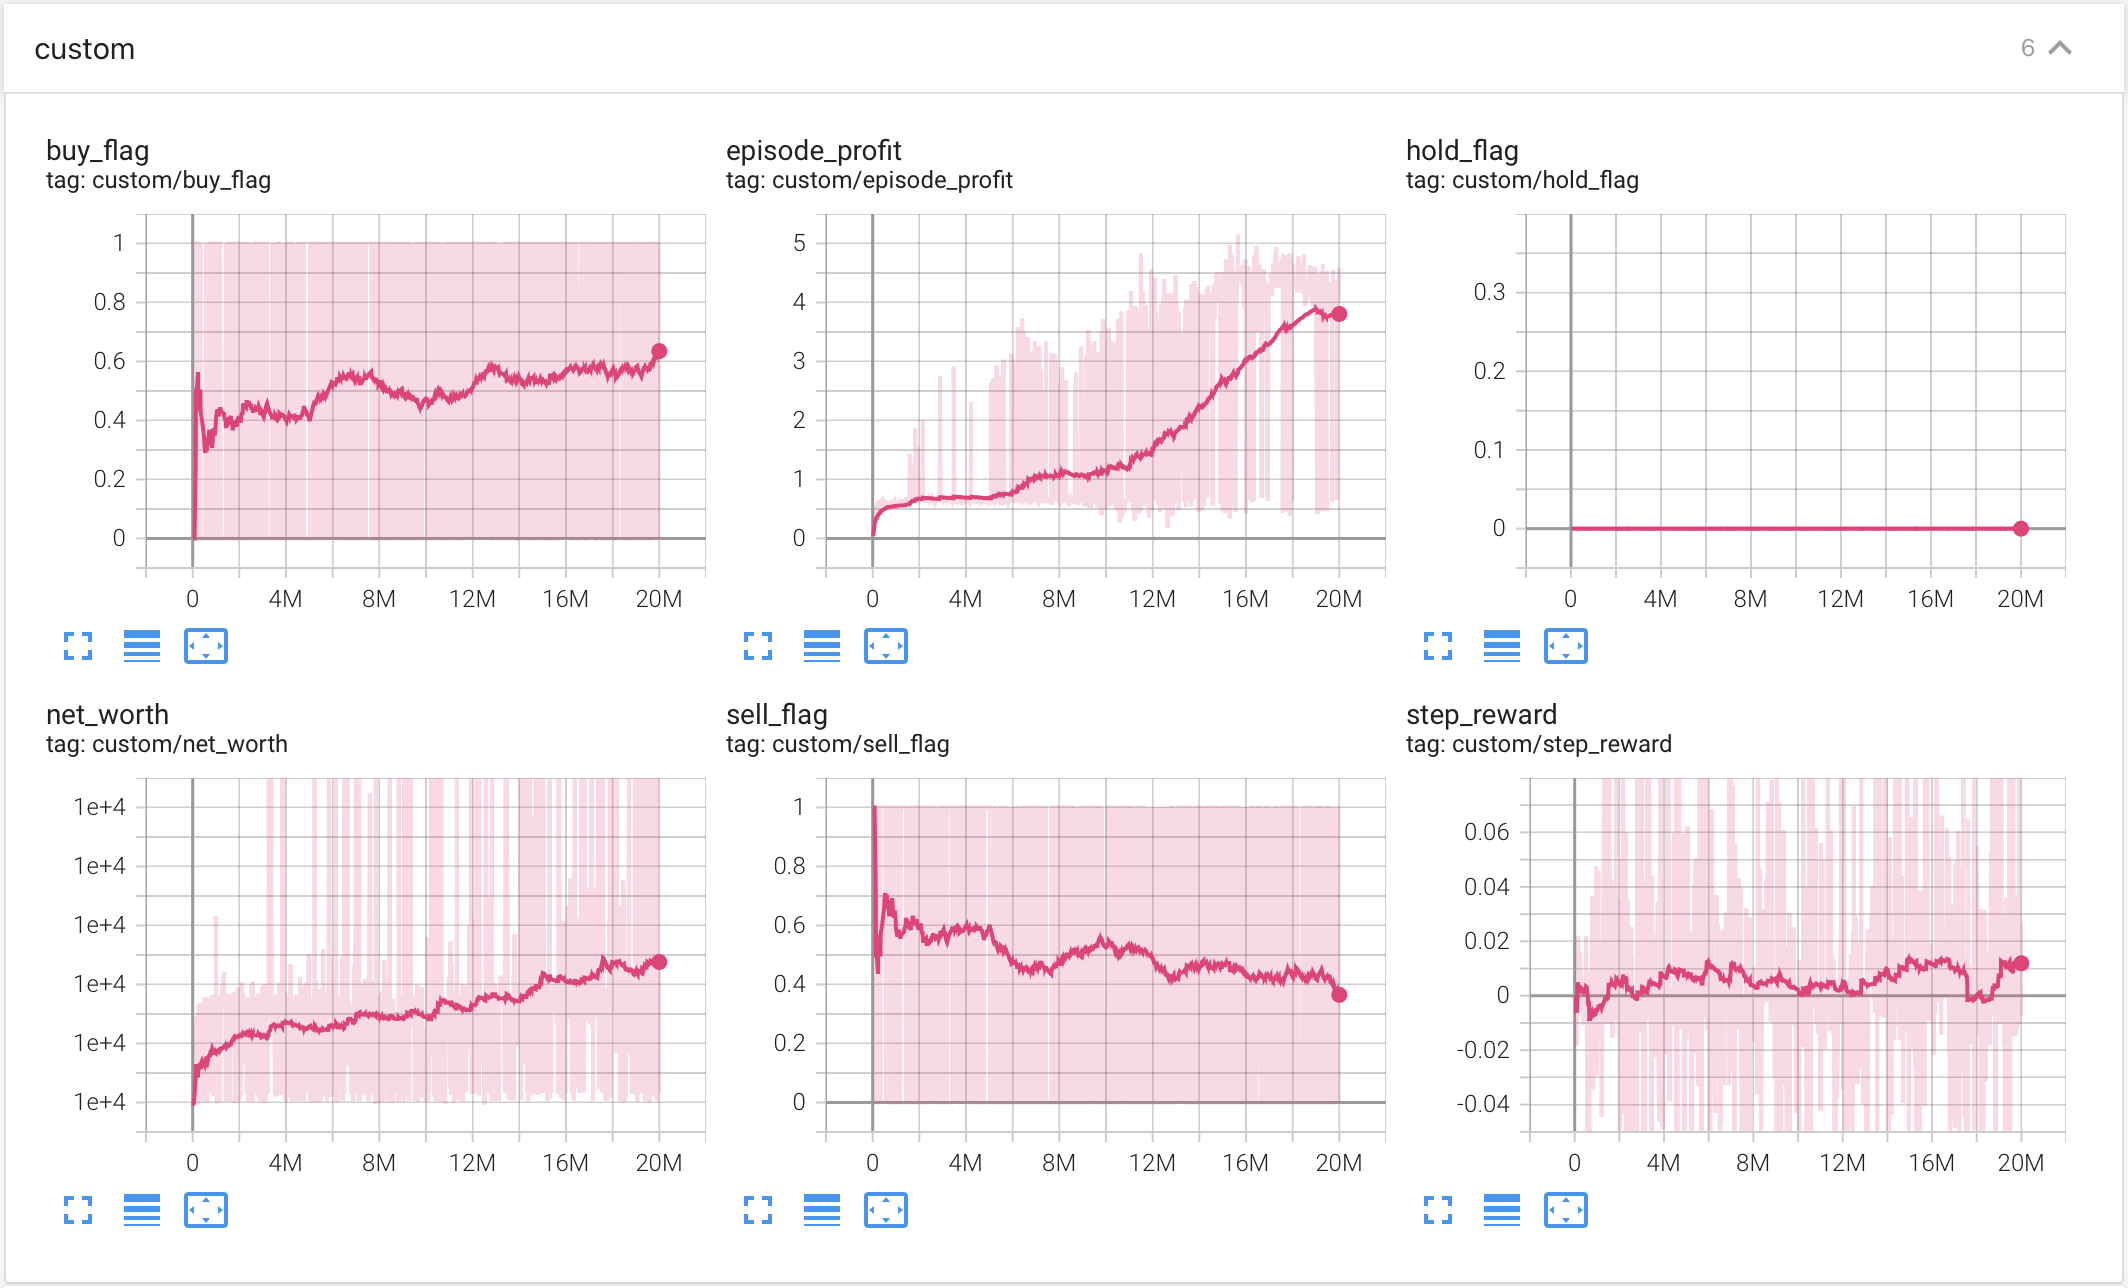 custom
6
buy_flag
tag: custom/buy_flag
1
0.8
0.6
0.4
0.2
0
0 4M 8M 12M 16M 20M
episode_profit
tag: custom/episode_profit
5
4
3
2
1
0
0 4M 8M 12M 16M 20M
hold_flag
tag: custom/hold_flag
0.3
0.2
0.1
0
0 4M 8M 12M 16M 20M
net_worth
tag: custom/net_worth
1e+4
1e+4
1e+4
1e+4
1e+4
1e+4
0 4M 8M 12M 16M 20M
sell_flag
tag: custom/sell_flag
1
0.8
0.6
0.4
0.2
0
0 4M 8M 12M 16M 20M
step_reward
tag: custom/step_reward
0.06
0.04
0.02
0
-0.02
-0.04
0 4M 8M 12M 16M 20M